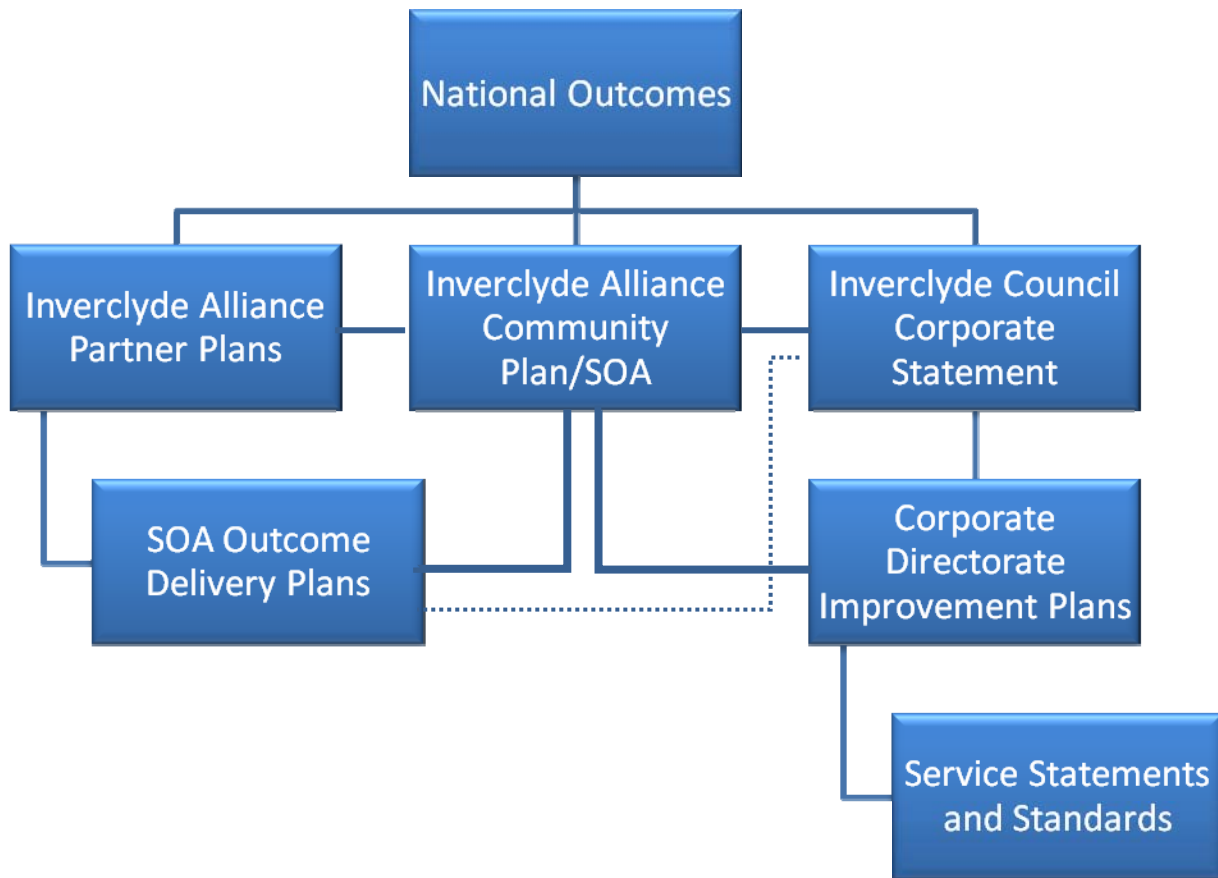 National Outcomes
Inverclyde Alliance
Partner Plans
Inverclyde Alliance
Community
Plan/SOA
Inverclyde Council
Corporate
Statement
SOA Outcome
Delivery Plans
Corporate
Directorate
Improvement Plans
Service Statements
and Standards